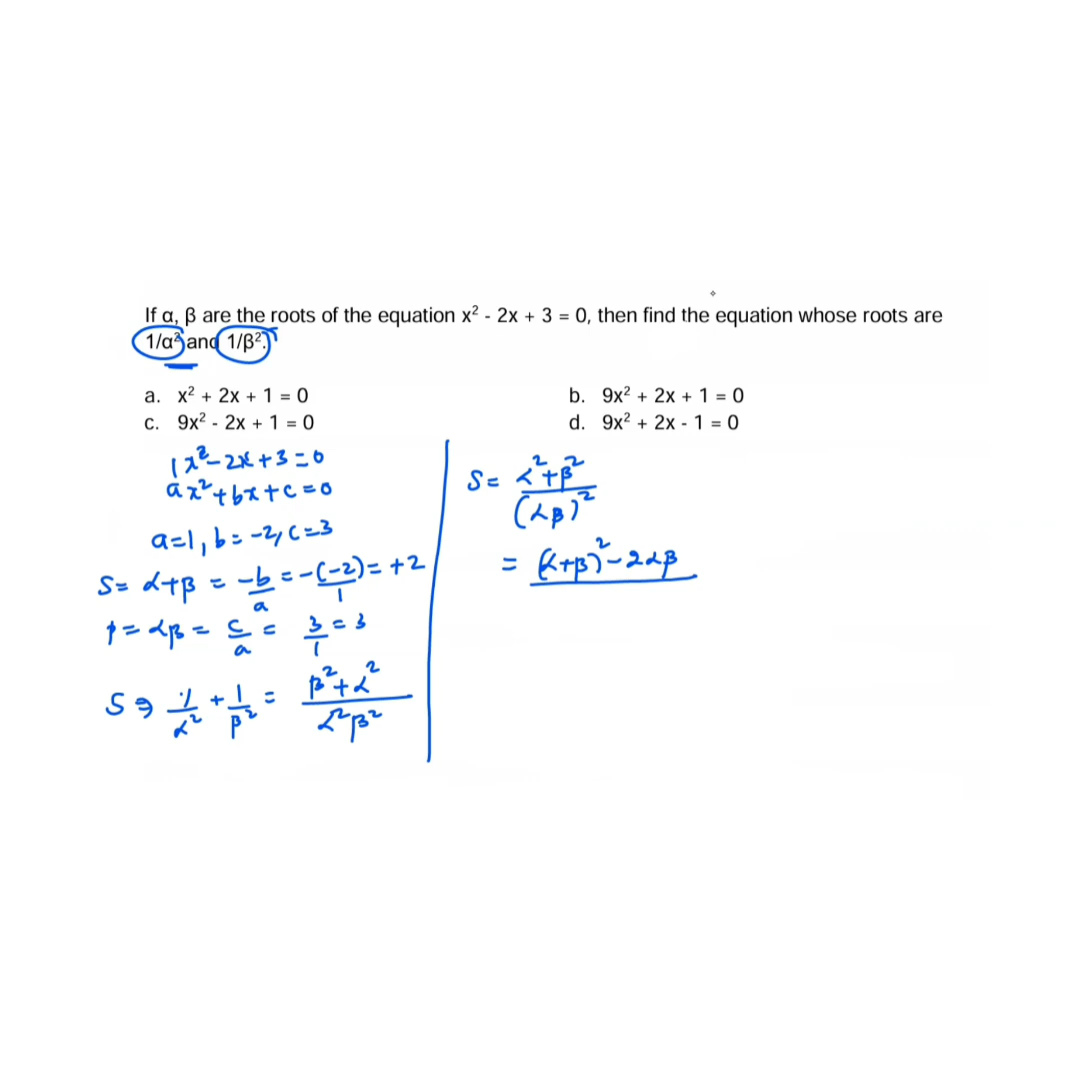 If α, β are the roots of the equation x² - 2x + 3 = 0, then find the equation whose roots are
1/α² and 1/β².
a. x² + 2x + 1 = 0
b. 9x² + 2x + 1 = 0
c. 9x² - 2x + 1 = 0
d. 9x² + 2x - 1 = 0
1x²-2x+3=0
ax²+bx+c=0
a=1, b=-2, c=3
S= α+β = -b/a = -(-2)/1 = +2
p= αβ = c/a = 3/1 = 3
S ⇒ 1/α² + 1/β² = β²+α²/α²β²
S= α²+β²/(αβ)²
= (α+β)²-2αβ